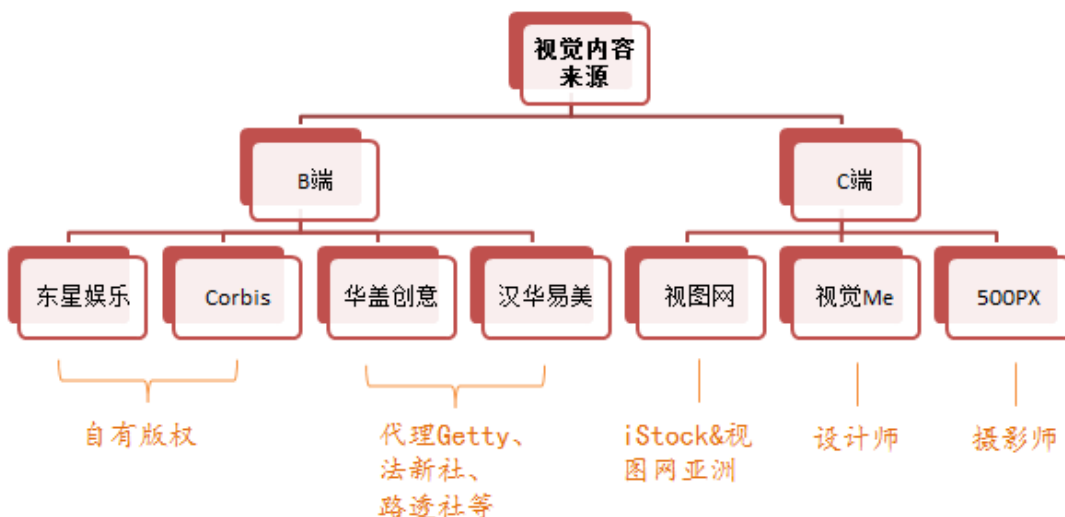 视觉内容
来源
B端
C端
东星娱乐
Corbis
华盖创意
汉华易美
视图网
视觉Me
500PX
自有版权
代理Getty、
法新社、
路透社等
iStock&视
图网亚洲
设计师
摄影师